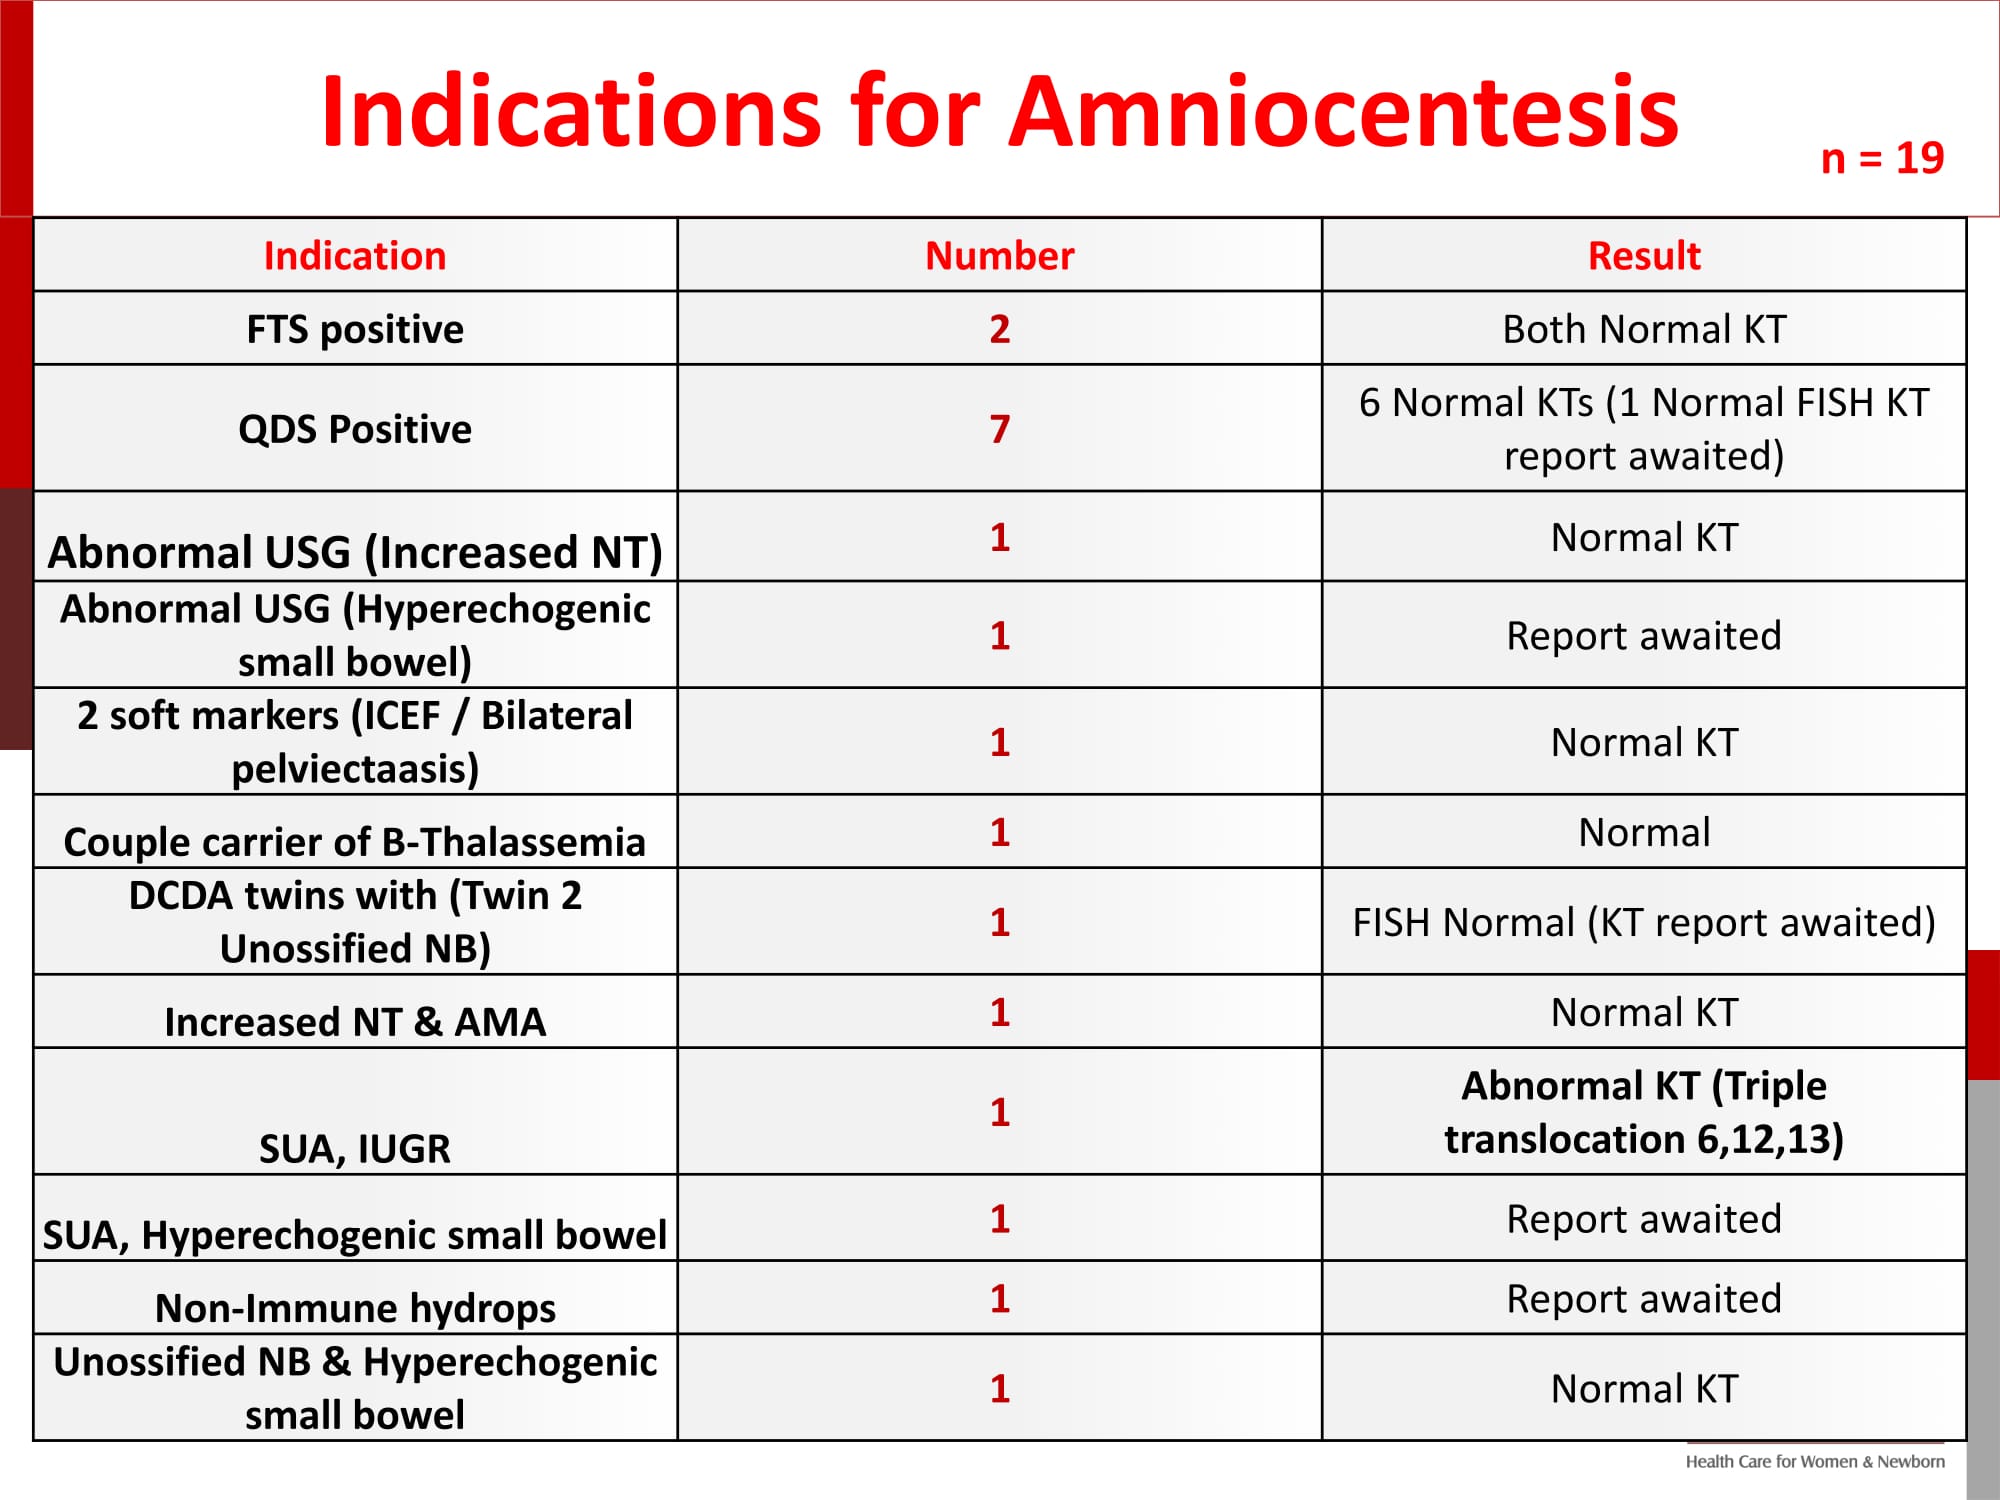 Indications for Amniocentesis
n = 19
Indication Number Result
FTS positive 2 Both Normal KT
QDS Positive 7 6 Normal KTs (1 Normal FISH KT
report awaited)
Abnormal USG (Increased NT) 1 Normal KT
Abnormal USG (Hyperechogenic
small bowel) 1 Report awaited
2 soft markers (ICEF / Bilateral
pelviectaasis) 1 Normal KT
Couple carrier of B-Thalassemia 1 Normal
DCDA twins with (Twin 2
Unossified NB) 1 FISH Normal (KT report awaited)
Increased NT & AMA 1 Normal KT
SUA, IUGR 1 Abnormal KT (Triple
translocation 6,12,13)
SUA, Hyperechogenic small bowel 1 Report awaited
Non-Immune hydrops 1 Report awaited
Unossified NB & Hyperechogenic
small bowel 1 Normal KT
Health Care for Women & Newborn